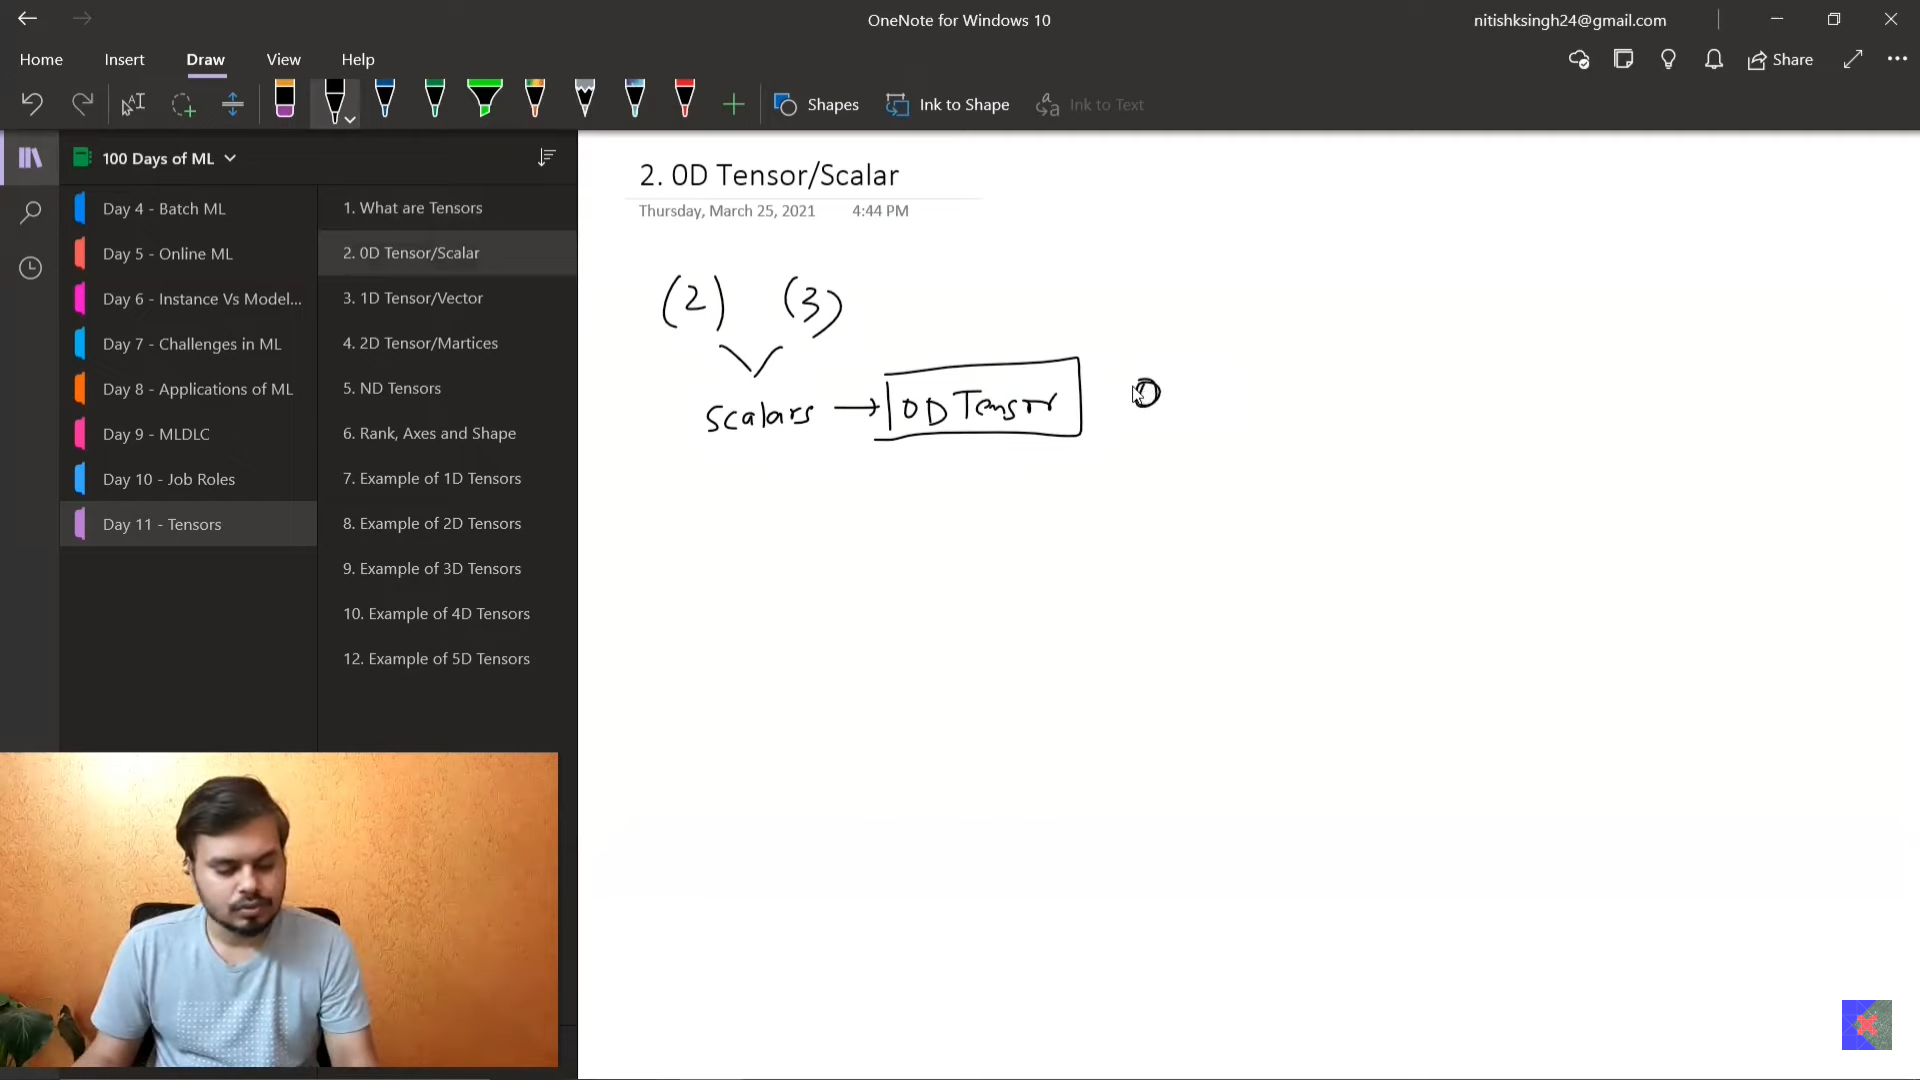 OneNote for Windows 10
nitishksingh24@gmail.com
Home Insert Draw View Help
Share
Shapes Ink to Shape Ink to Text
100 Days of ML
Day 4 - Batch ML
Day 5 - Online ML
Day 6 - Instance Vs Model...
Day 7 - Challenges in ML
Day 8 - Applications of ML
Day 9 - MLDLC
Day 10 - Job Roles
Day 11 - Tensors
1. What are Tensors
2. 0D Tensor/Scalar
3. 1D Tensor/Vector
4. 2D Tensor/Martices
5. ND Tensors
6. Rank, Axes and Shape
7. Example of 1D Tensors
8. Example of 2D Tensors
9. Example of 3D Tensors
10. Example of 4D Tensors
12. Example of 5D Tensors
2. 0D Tensor/Scalar
Thursday, March 25, 2021 4:44 PM
(2) (3)
Scalars → 0D Tensor